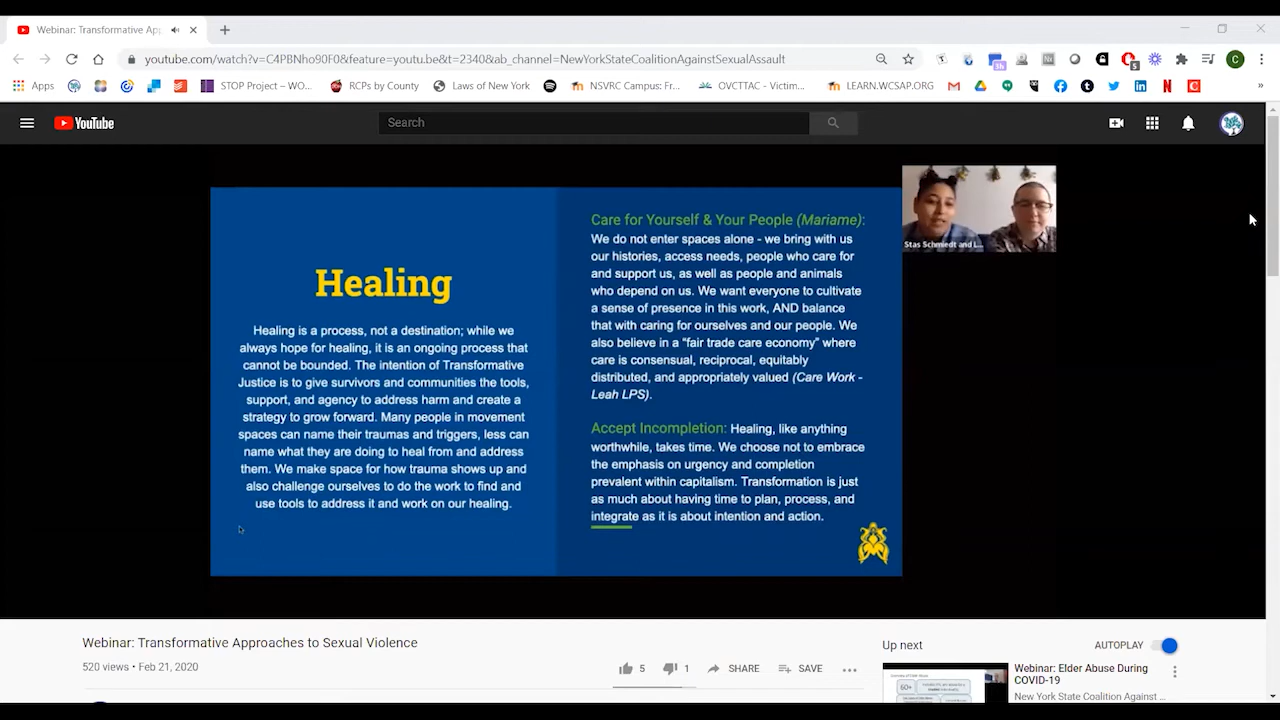 Webinar: Transformative Ap
youtube.com/watch?v=C4PBNlho90F0&feature=youtube&t=2340&ab_channel=NewYorkStateCoalitionAgainstSexualAssault
Apps
STOP Project – WO...
RCPs by County
Laws of New York
NSVRC Campus: Fr...
OVCTTAC - Victim...
LEARN.WCSAP.ORG
YouTube
Search
Healing
Healing is a process, not a destination; while we
always hope for healing, it is an ongoing process that
cannot be bounded. The intention of Transformative
Justice is to give survivors and communities the tools,
support, and agency to address harm and create a
strategy to grow forward. Many people in movement
spaces can name their traumas and triggers, less can
name what they are doing to heal from and address
them. We make space for how trauma shows up and
also challenge ourselves to do the work to find and
use tools to address it and work on our healing.
Care for Yourself & Your People (Mariame):
We do not enter spaces alone - we bring with us
our histories, access needs, people who care for
and support us, as well as people and animals
who depend on us. We want everyone to cultivate
a sense of presence in this work, AND balance
that with caring for ourselves and our people. We
also believe in a “fair trade care economy” where
care is consensual, reciprocal, equitably
distributed, and appropriately valued (Care Work -
Leah LPS).
Accept Incompletion: Healing, like anything
worthwhile, takes time. We choose not to embrace
the emphasis on urgency and completion
prevalent within capitalism. Transformation is just
as much about having time to plan, process, and
integrate as it is about intention and action.
Stas Schmiedt and L...
Webinar: Transformative Approaches to Sexual Violence
520 views • Feb 21, 2020
5
1
SHARE
SAVE
Up next
AUTOPLAY
60+
Webinar: Elder Abuse During
COVID-19
New York State Coalition Against ...